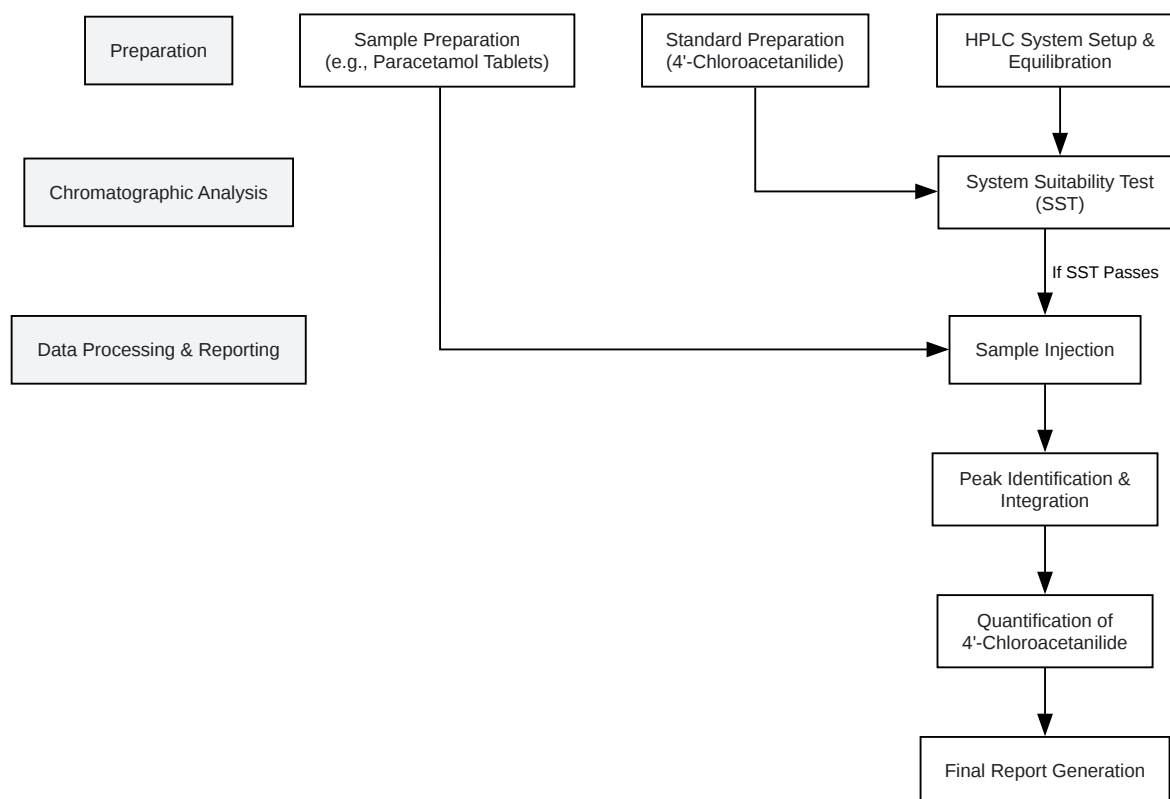 Preparation
Sample Preparation
(e.g., Paracetamol Tablets)
Standard Preparation
(4'-Chloroacetanilide)
HPLC System Setup &
Equilibration
Chromatographic Analysis
System Suitability Test
(SST)
If SST Passes
Data Processing & Reporting
Sample Injection
Peak Identification &
Integration
Quantification of
4'-Chloroacetanilide
Final Report Generation